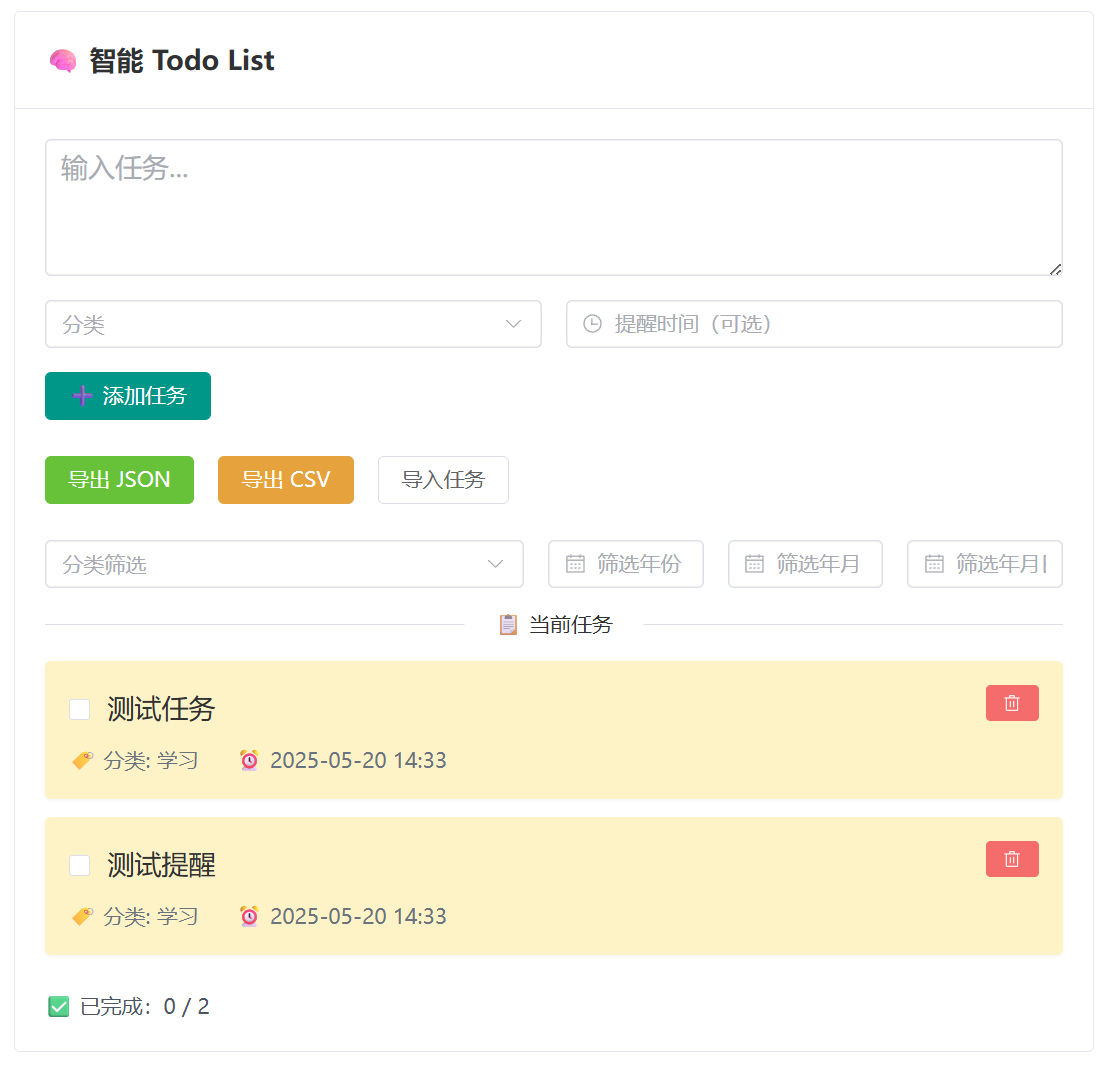 智能 Todo List
输入任务...
分类
提醒时间（可选）
添加任务
导出 JSON
导出 CSV
导入任务
分类筛选
筛选年份
筛选年月
筛选年月
当前任务
测试任务
分类: 学习
2025-05-20 14:33
测试提醒
分类: 学习
2025-05-20 14:33
已完成：0 / 2